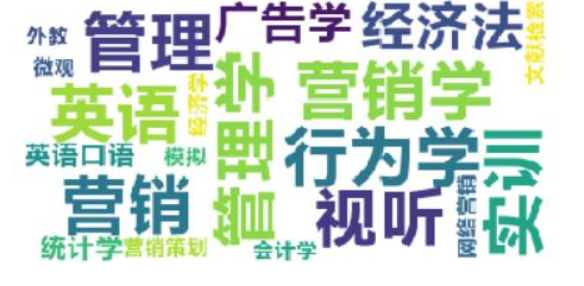 外教
管理
广告学
经济法
文献检索
微观
英语
经济学
管理学
营销学
英语口语
模拟
行为学
实训
营销
视听
网络营销
统计学
营销策划
会计学